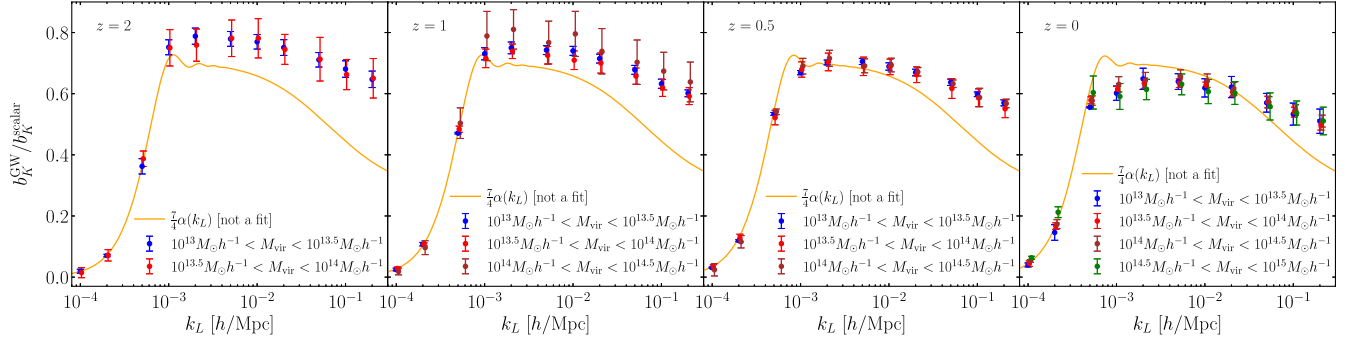 b_K^GW/b_K^scalar
0.8
0.6
0.4
0.2
0.0
z = 2
7/4 α(k_L) [not a fit]
10^13 M_⊙h^−1 < M_vir < 10^13.5 M_⊙h^−1
10^13.5 M_⊙h^−1 < M_vir < 10^14 M_⊙h^−1
10^−4 10^−3 10^−2 10^−1
k_L [h/Mpc]
z = 1
7/4 α(k_L) [not a fit]
10^13 M_⊙h^−1 < M_vir < 10^13.5 M_⊙h^−1
10^13.5 M_⊙h^−1 < M_vir < 10^14 M_⊙h^−1
10^14 M_⊙h^−1 < M_vir < 10^14.5 M_⊙h^−1
10^−4 10^−3 10^−2 10^−1
k_L [h/Mpc]
z = 0.5
7/4 α(k_L) [not a fit]
10^13 M_⊙h^−1 < M_vir < 10^13.5 M_⊙h^−1
10^13.5 M_⊙h^−1 < M_vir < 10^14 M_⊙h^−1
10^14 M_⊙h^−1 < M_vir < 10^14.5 M_⊙h^−1
10^−4 10^−3 10^−2 10^−1
k_L [h/Mpc]
z = 0
7/4 α(k_L) [not a fit]
10^13 M_⊙h^−1 < M_vir < 10^13.5 M_⊙h^−1
10^13.5 M_⊙h^−1 < M_vir < 10^14 M_⊙h^−1
10^14 M_⊙h^−1 < M_vir < 10^14.5 M_⊙h^−1
10^14.5 M_⊙h^−1 < M_vir < 10^15 M_⊙h^−1
10^−4 10^−3 10^−2 10^−1
k_L [h/Mpc]